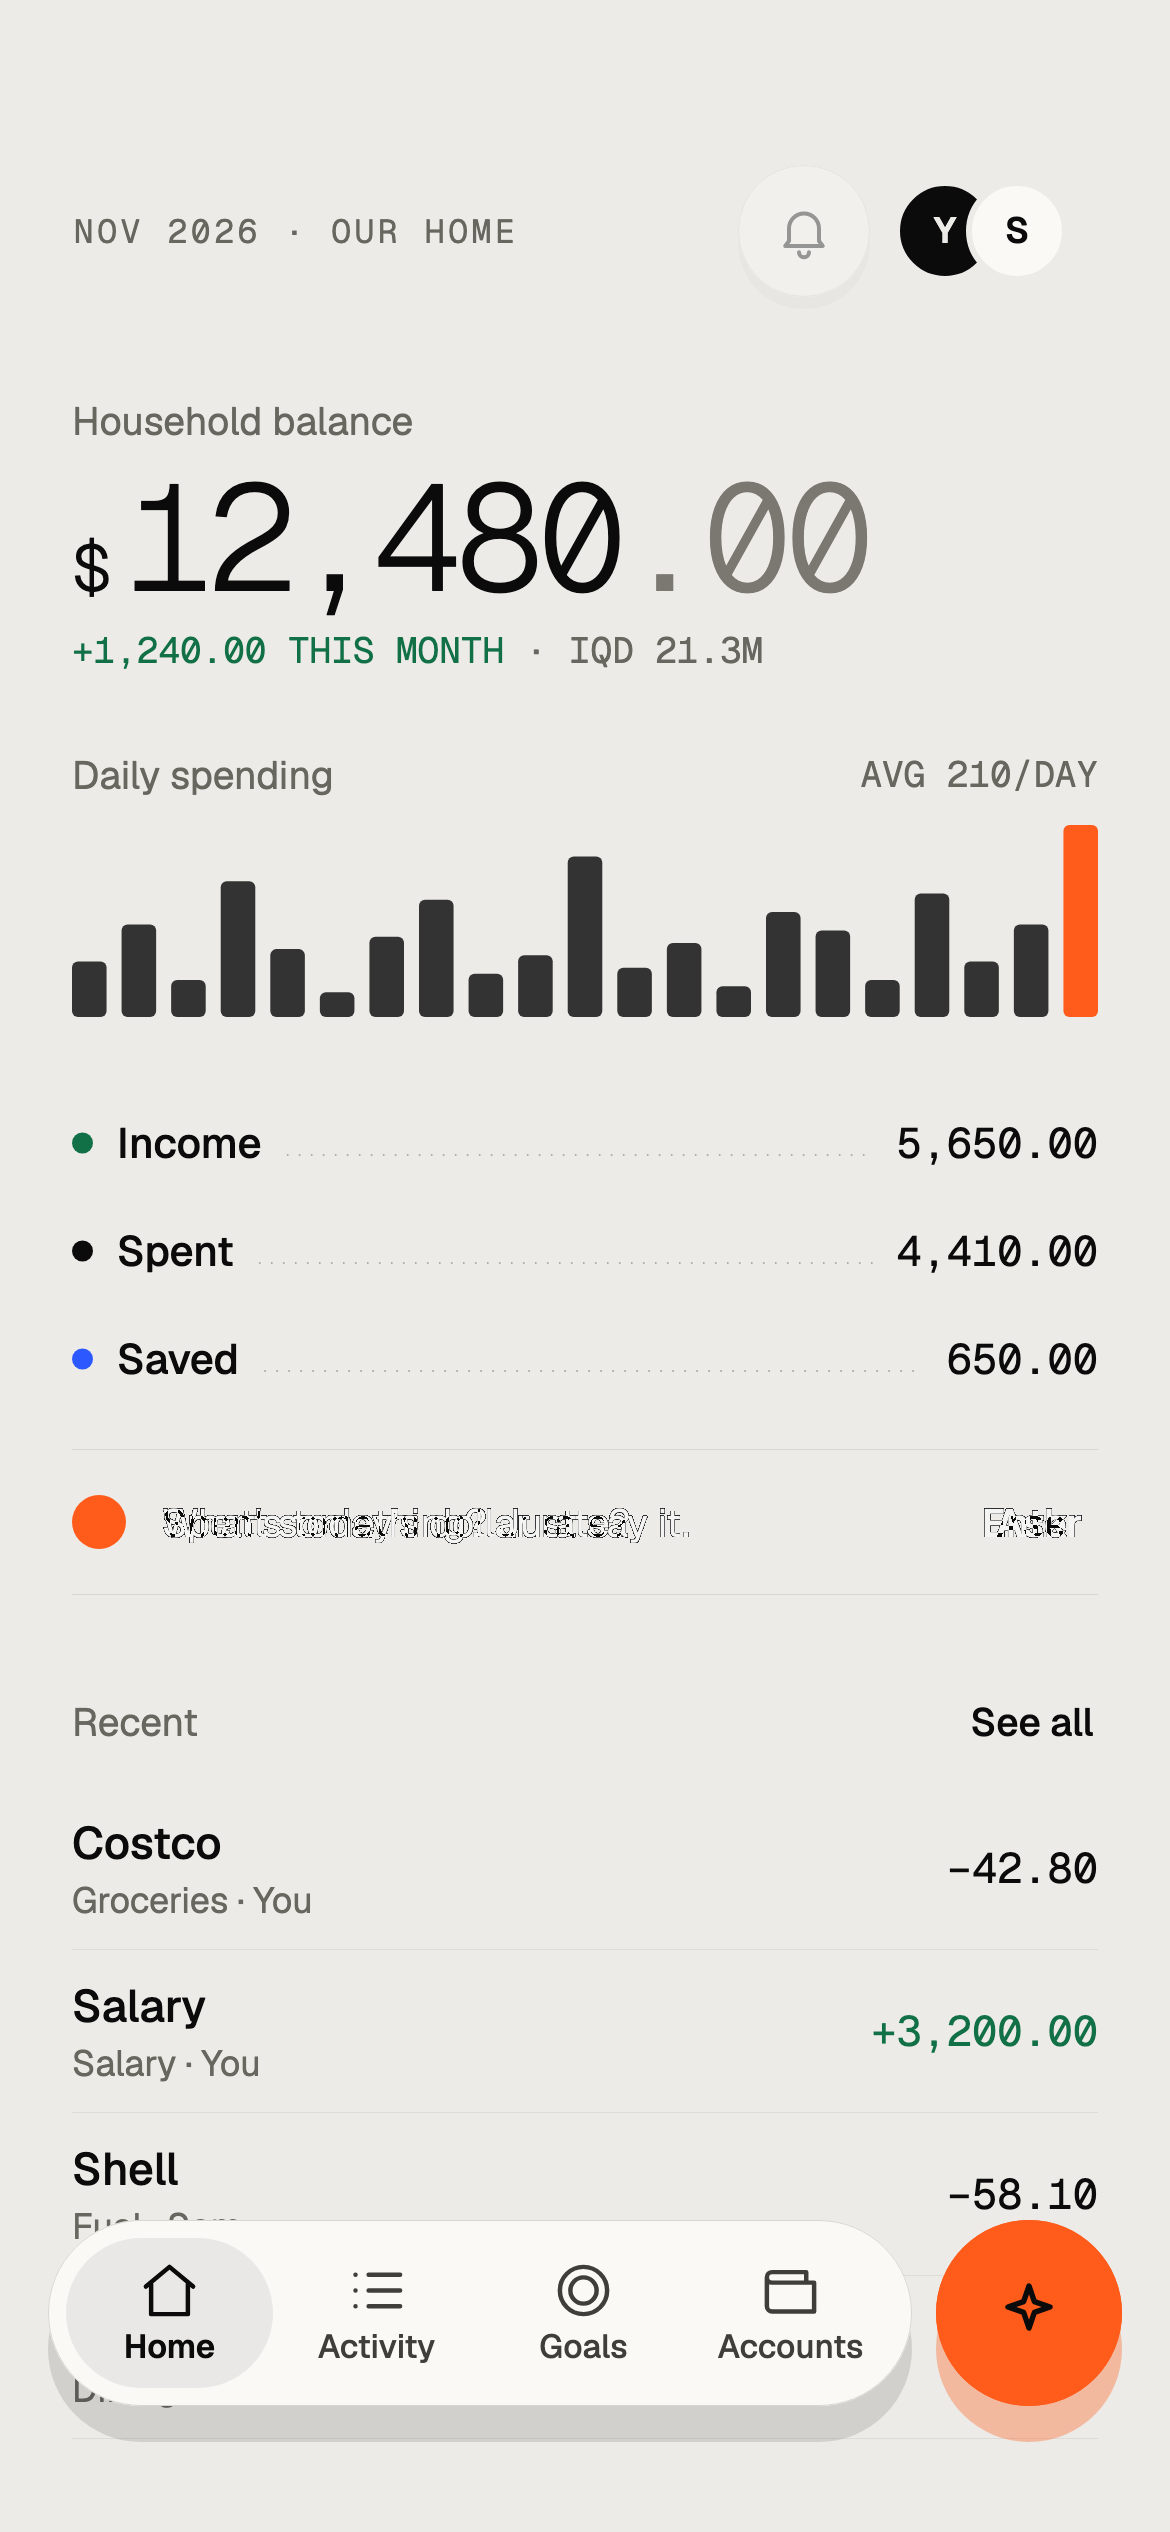 NOV 2026 · OUR HOME
Y
S
Household balance
$12,480.00
+1,240.00 THIS MONTH · IQD 21.3M
Daily spending
AVG 210/DAY
Income 5,650.00
Spent 4,410.00
Saved 650.00
Recent
See all
Costco
−42.80
Groceries · You
Salary
+3,200.00
Salary · You
Shell
−58.10
Home
Activity
Goals
Accounts